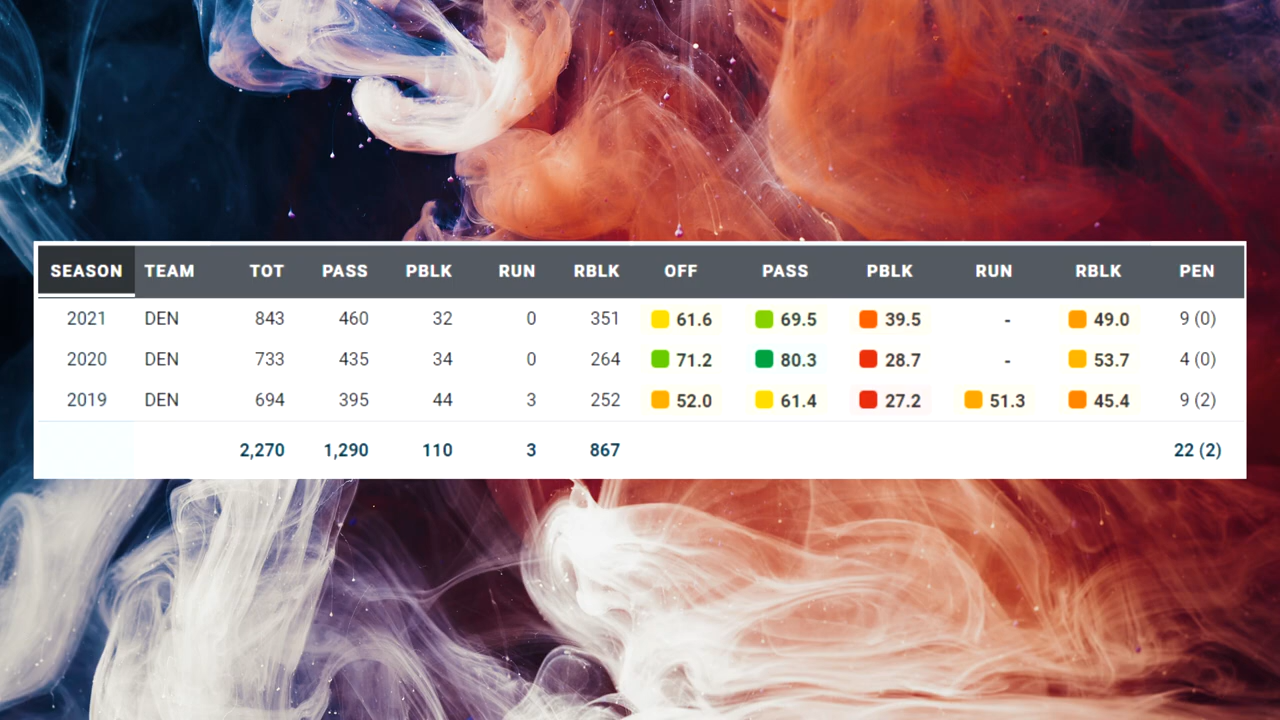 SEASON TEAM TOT PASS PBLK RUN RBLK OFF PASS PBLK RUN RBLK PEN
2021 DEN 843 460 32 0 351 61.6 69.5 39.5 - 49.0 9 (0)
2020 DEN 733 435 34 0 264 71.2 80.3 28.7 - 53.7 4 (0)
2019 DEN 694 395 44 3 252 52.0 61.4 27.2 51.3 45.4 9 (2)
2,270 1,290 110 3 867 22 (2)